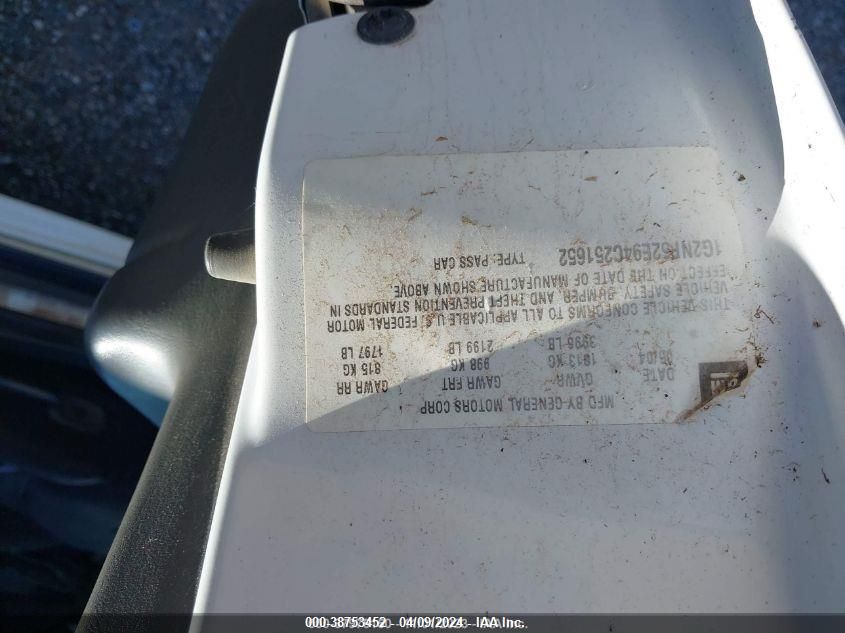 MFD BY GENERAL MOTORS CORP
DATE GVWR GAWR FRT GAWR RR
05/04 1813 KG 998 KG 815 KG
3996 LB 2199 LB 1797 LB
THIS VEHICLE CONFORMS TO ALL APPLICABLE U.S. FEDERAL MOTOR
VEHICLE SAFETY, BUMPER, AND THEFT PREVENTION STANDARDS IN
EFFECT ON THE DATE OF MANUFACTURE SHOWN ABOVE
1G2NF52E94C251652 TYPE: PASS CAR
GM
000-38753452 04/09/2024 IAA Inc.